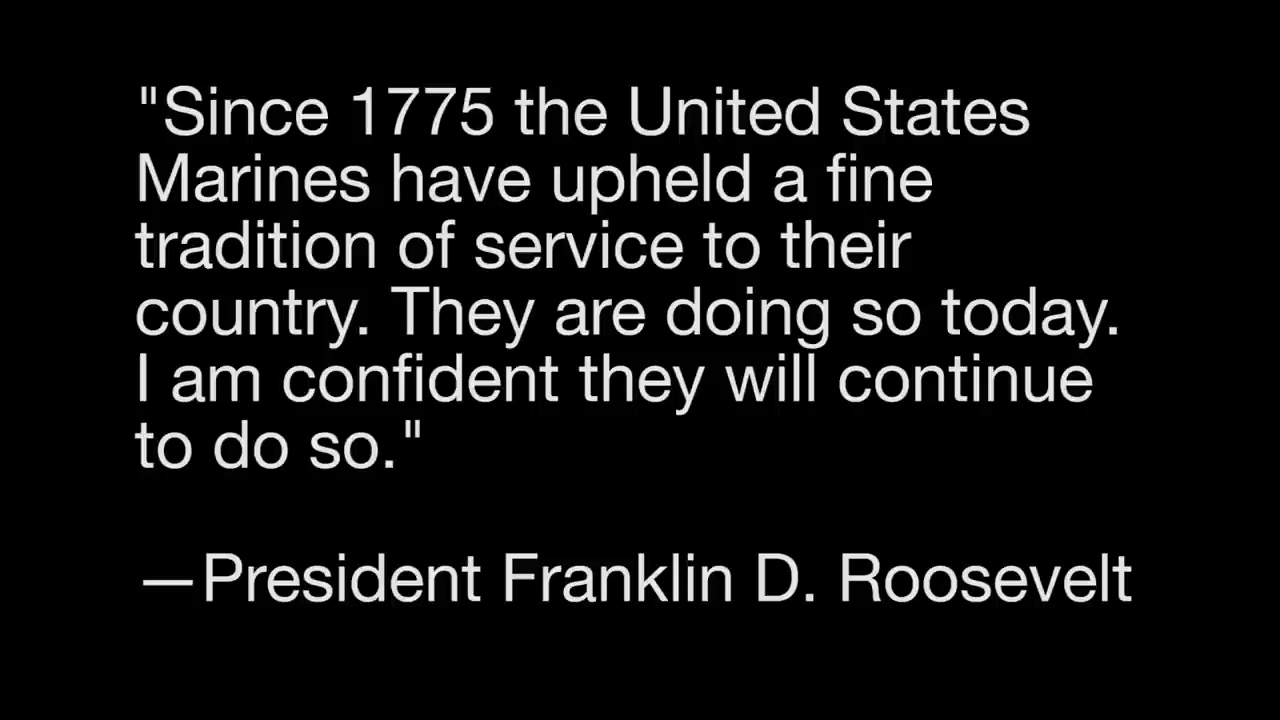 "Since 1775 the United States
Marines have upheld a fine
tradition of service to their
country. They are doing so today.
I am confident they will continue
to do so."
—President Franklin D. Roosevelt